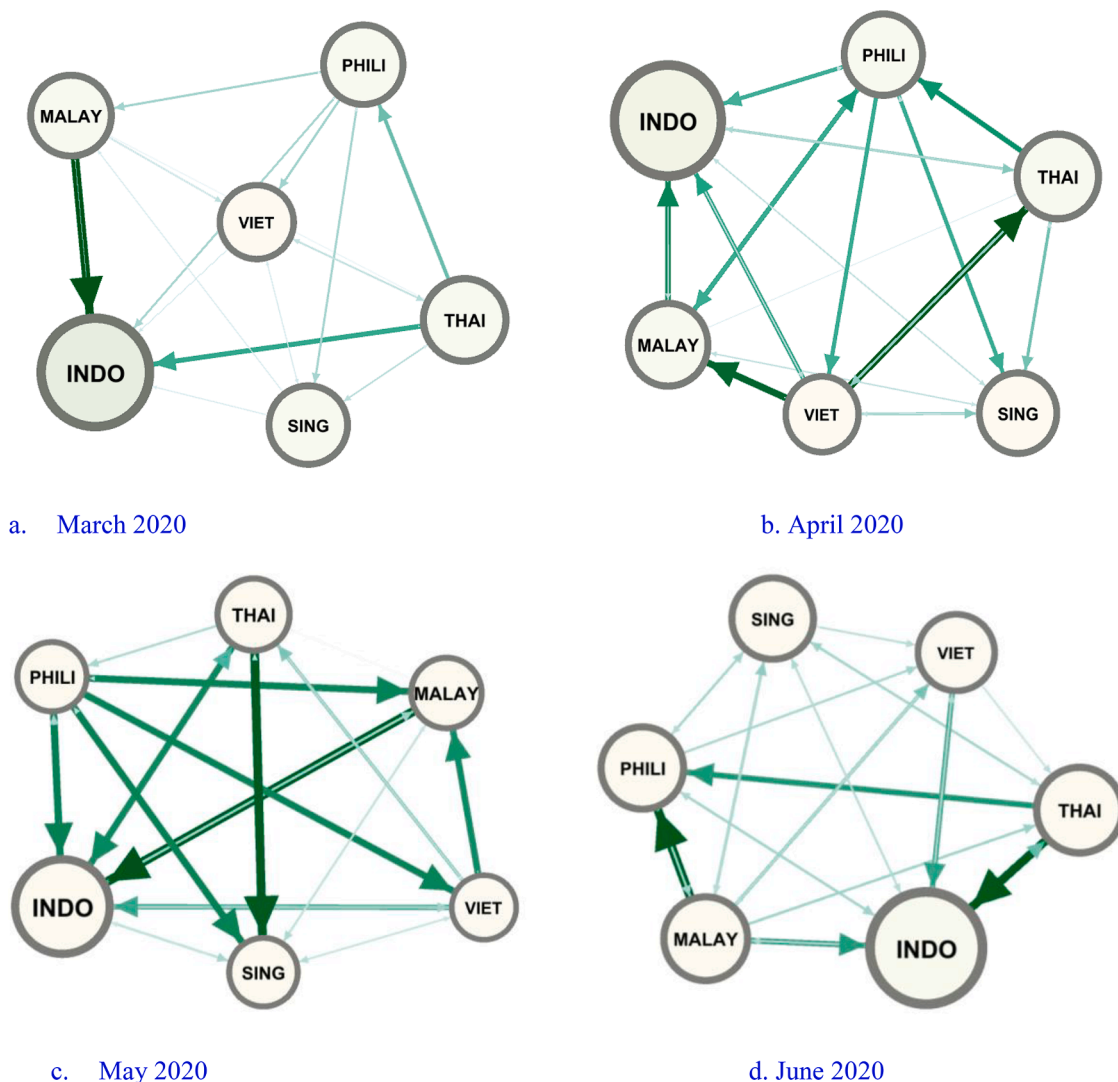 PHILI
MALAY
VIET
THAI
INDO
SING
a. March 2020
PHILI
INDO
THAI
MALAY
VIET
SING
b. April 2020
THAI
PHILI
MALAY
INDO
VIET
SING
c. May 2020
SING
VIET
PHILI
THAI
MALAY
INDO
d. June 2020